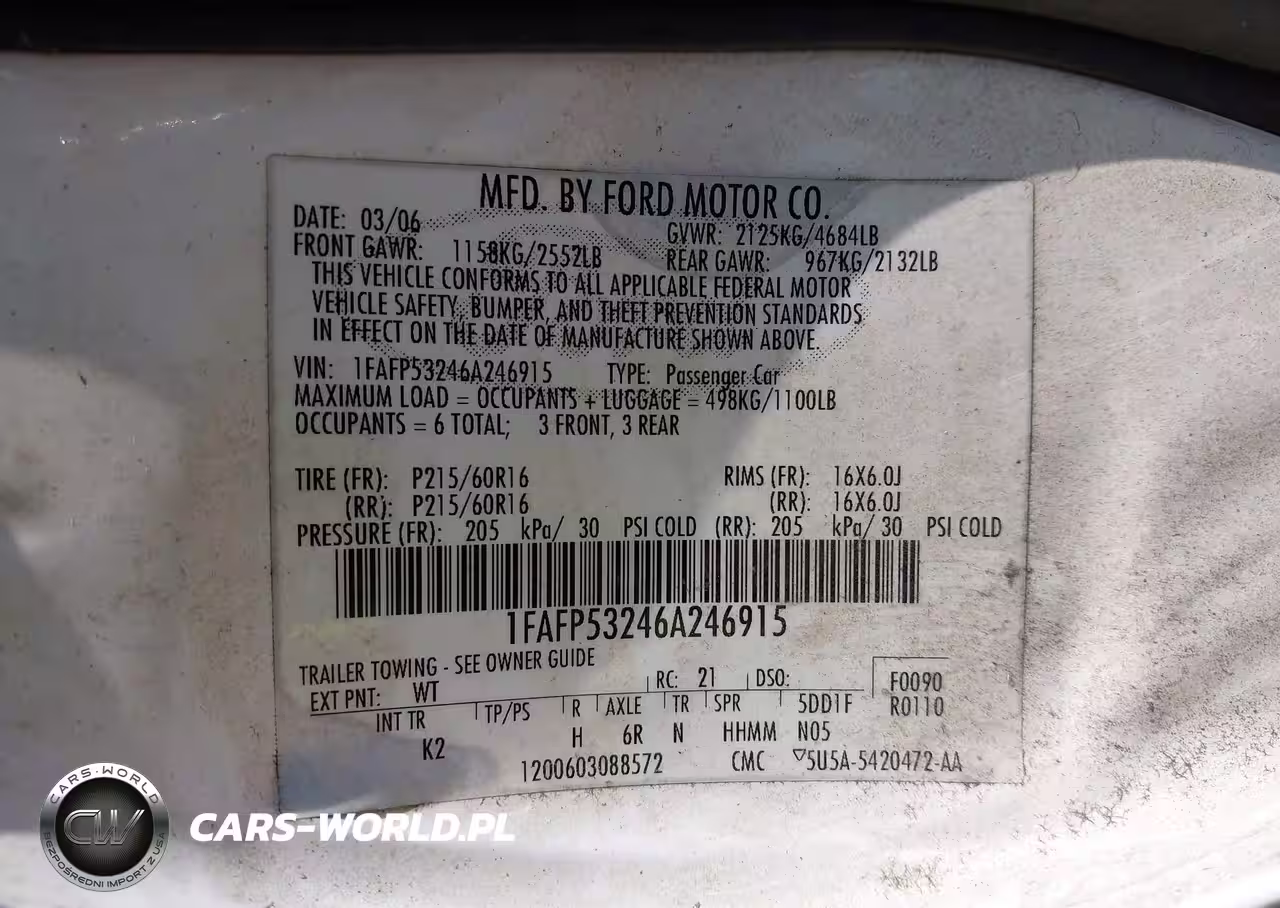 MFD. BY FORD MOTOR CO.
DATE: 03/06 GVWR: 2125KG/4684LB
FRONT GAWR: 1158KG/2552LB REAR GAWR: 967KG/2132LB
THIS VEHICLE CONFORMS TO ALL APPLICABLE FEDERAL MOTOR
VEHICLE SAFETY, BUMPER, AND THEFT PREVENTION STANDARDS
IN EFFECT ON THE DATE OF MANUFACTURE SHOWN ABOVE.
VIN: 1FAFP53246A246915 TYPE: Passenger Car
MAXIMUM LOAD = OCCUPANTS + LUGGAGE = 498KG/1100LB
OCCUPANTS = 6 TOTAL; 3 FRONT, 3 REAR
TIRE (FR): P215/60R16 RIMS (FR): 16X6.0J
(RR): P215/60R16 (RR): 16X6.0J
PRESSURE (FR): 205 kPa/ 30 PSI COLD (RR): 205 kPa/ 30 PSI COLD
1FAFP53246A246915
TRAILER TOWING - SEE OWNER GUIDE
EXT PNT: WT RC: 21 DSO: F0090
INT TR TP/PS R AXLE TR SPR 5DD1F R0110
K2 H 6R N HHMM N05
1200603088572 CMC ▽5U5A-5420472-AA
CARS-WORLD
CW
BEZPOŚREDNI IMPORT Z USA
CARS-WORLD.PL